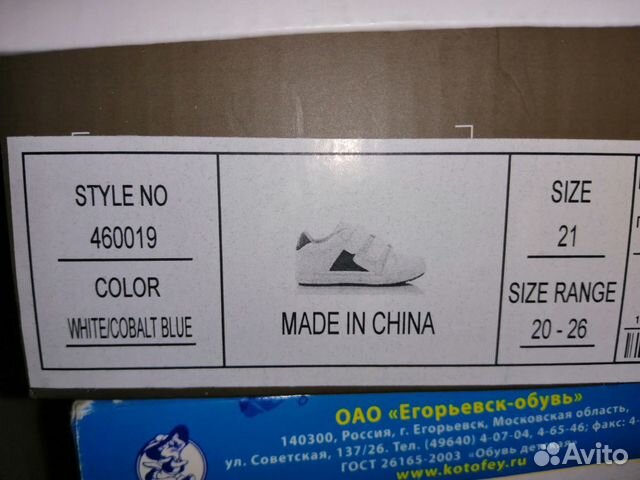 STYLE NO
460019
COLOR
WHITE/COBALT BLUE
MADE IN CHINA
SIZE
21
SIZE RANGE
20 - 26
ОАО "Егорьевск-обувь"
140300, Россия, г. Егорьевск, Московская область,
ул. Советская, 137/26. Тел. (49640) 4-07-04, 4-65-46; факс: 4-
ГОСТ 26165-2003 «Обувь детская»
www.kotofey.ru
Avito